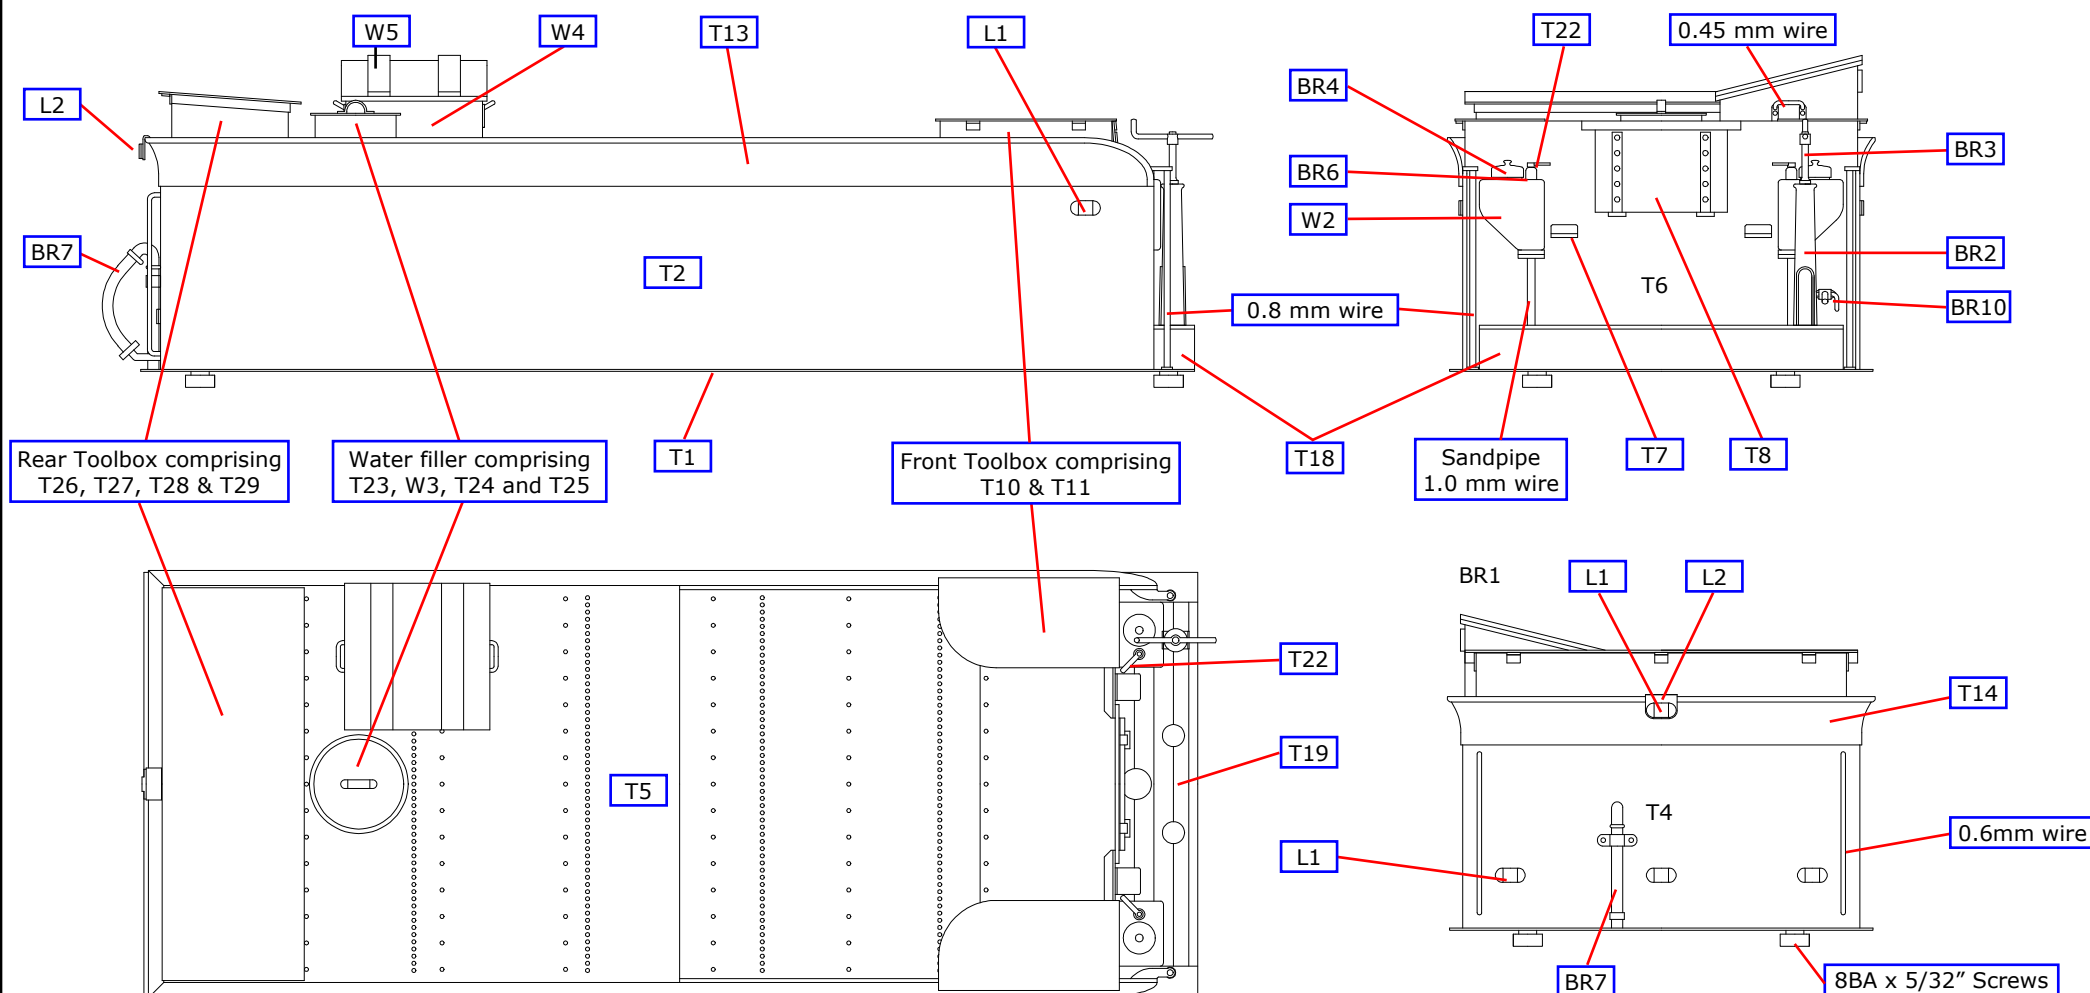 W5
W4
T13
L1
T22
0.45 mm wire
L2
BR4
BR3
BR6
W2
BR7
T2
BR2
T6
0.8 mm wire
BR10
Rear Toolbox comprising
T26, T27, T28 & T29
Water filler comprising
T23, W3, T24 and T25
T1
Front Toolbox comprising
T10 & T11
T18
Sandpipe
1.0 mm wire
T7
T8
BR1
L1
L2
T22
T14
T19
T5
T4
0.6mm wire
L1
BR7
8BA x 5/32” Screws